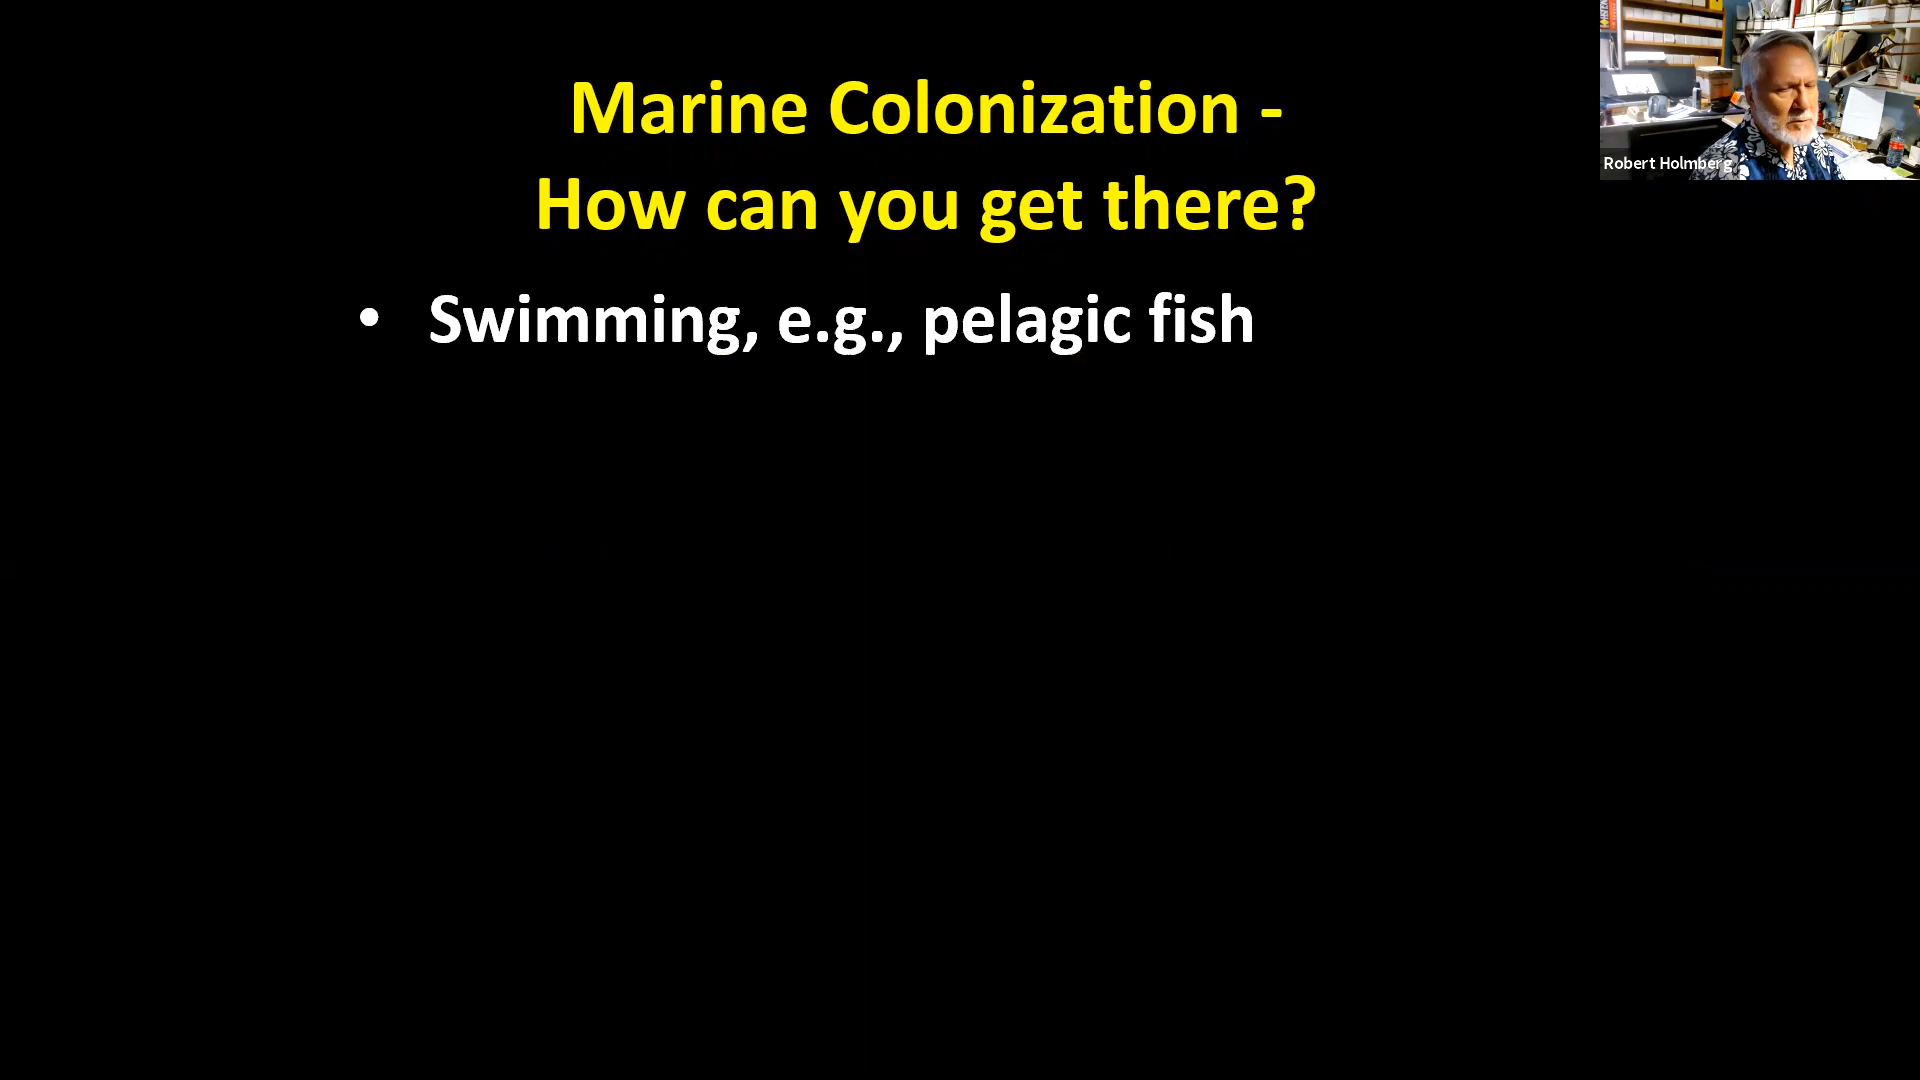 Marine Colonization -
How can you get there?
• Swimming, e.g., pelagic fish
Robert Holmberg